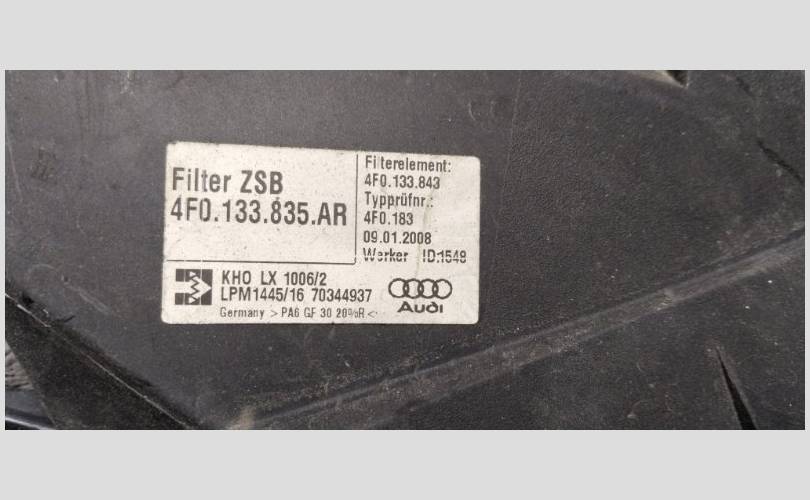 Filter ZSB
4F0.133.835.AR
Filterelement:
4F0.133.843
Typprüfnr.:
4F0.183
09.01.2008
Werker ID:1548
KHO LX 1006/2
LPM1445/16 70344937
Germany > PA6 GF 30 20%R <
Audi